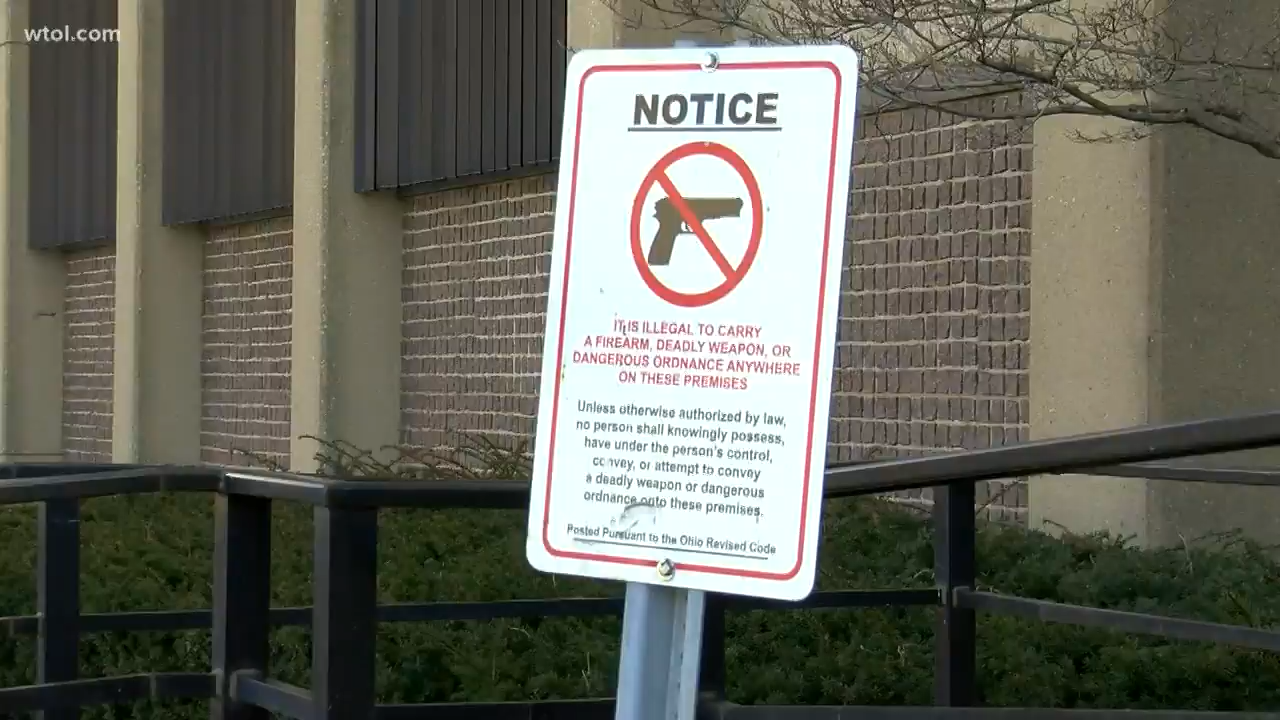 wtol.com
NOTICE
IT IS ILLEGAL TO CARRY
A FIREARM, DEADLY WEAPON, OR
DANGEROUS ORDNANCE ANYWHERE
ON THESE PREMISES
Unless otherwise authorized by law,
no person shall knowingly possess,
have under the person's control,
convey, or attempt to convey
a deadly weapon or dangerous
ordnance onto these premises.
Posted Pursuant to the Ohio Revised Code